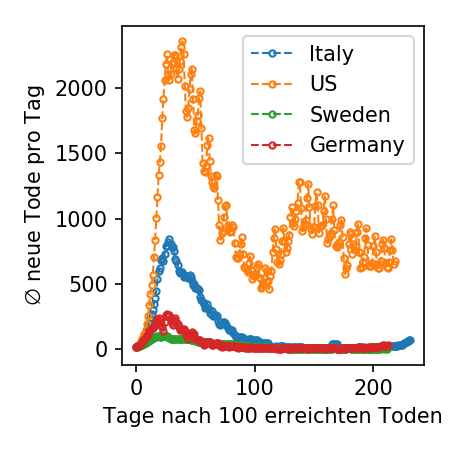 Italy
US
Sweden
Germany
∅ neue Tode pro Tag
2000
1500
1000
500
0
0 100 200
Tage nach 100 erreichten Toden